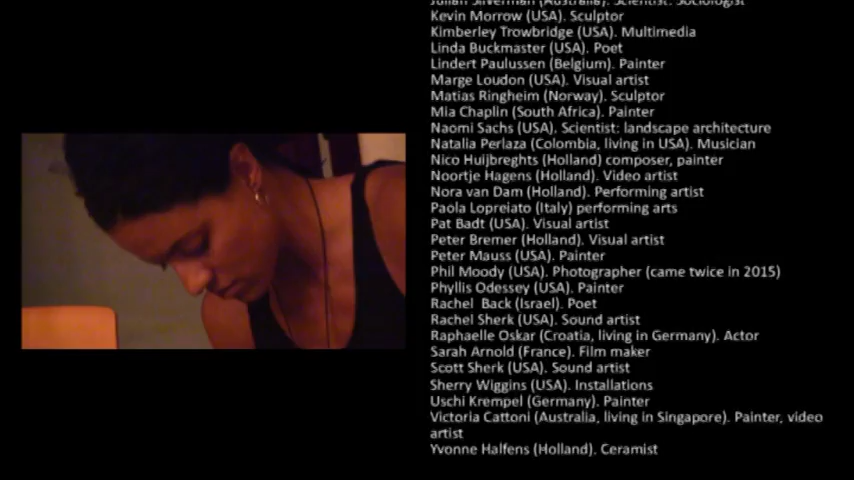 Julian Silverman (Australia). Scientist: Sociologist
Kevin Morrow (USA). Sculptor
Kimberley Trowbridge (USA). Multimedia
Linda Buckmaster (USA). Poet
Lindert Paulussen (Belgium). Painter
Marge Loudon (USA). Visual artist
Matias Ringheim (Norway). Sculptor
Mia Chaplin (South Africa). Painter
Naomi Sachs (USA). Scientist: landscape architecture
Natalia Perlaza (Colombia, living in USA). Musician
Nico Huijbreghts (Holland) composer, painter
Noortje Hagens (Holland). Video artist
Nora van Dam (Holland). Performing artist
Paola Lopreiato (Italy) performing arts
Pat Badt (USA). Visual artist
Peter Bremer (Holland). Visual artist
Peter Mauss (USA). Painter
Phil Moody (USA). Photographer (came twice in 2015)
Phyllis Odessey (USA). Painter
Rachel  Back (Israel). Poet
Rachel Sherk (USA). Sound artist
Raphaelle Oskar (Croatia, living in Germany). Actor
Sarah Arnold (France). Film maker
Scott Sherk (USA). Sound artist
Sherry Wiggins (USA). Installations
Uschi Krempel (Germany). Painter
Victoria Cattoni (Australia, living in Singapore). Painter, video
artist
Yvonne Halfens (Holland). Ceramist